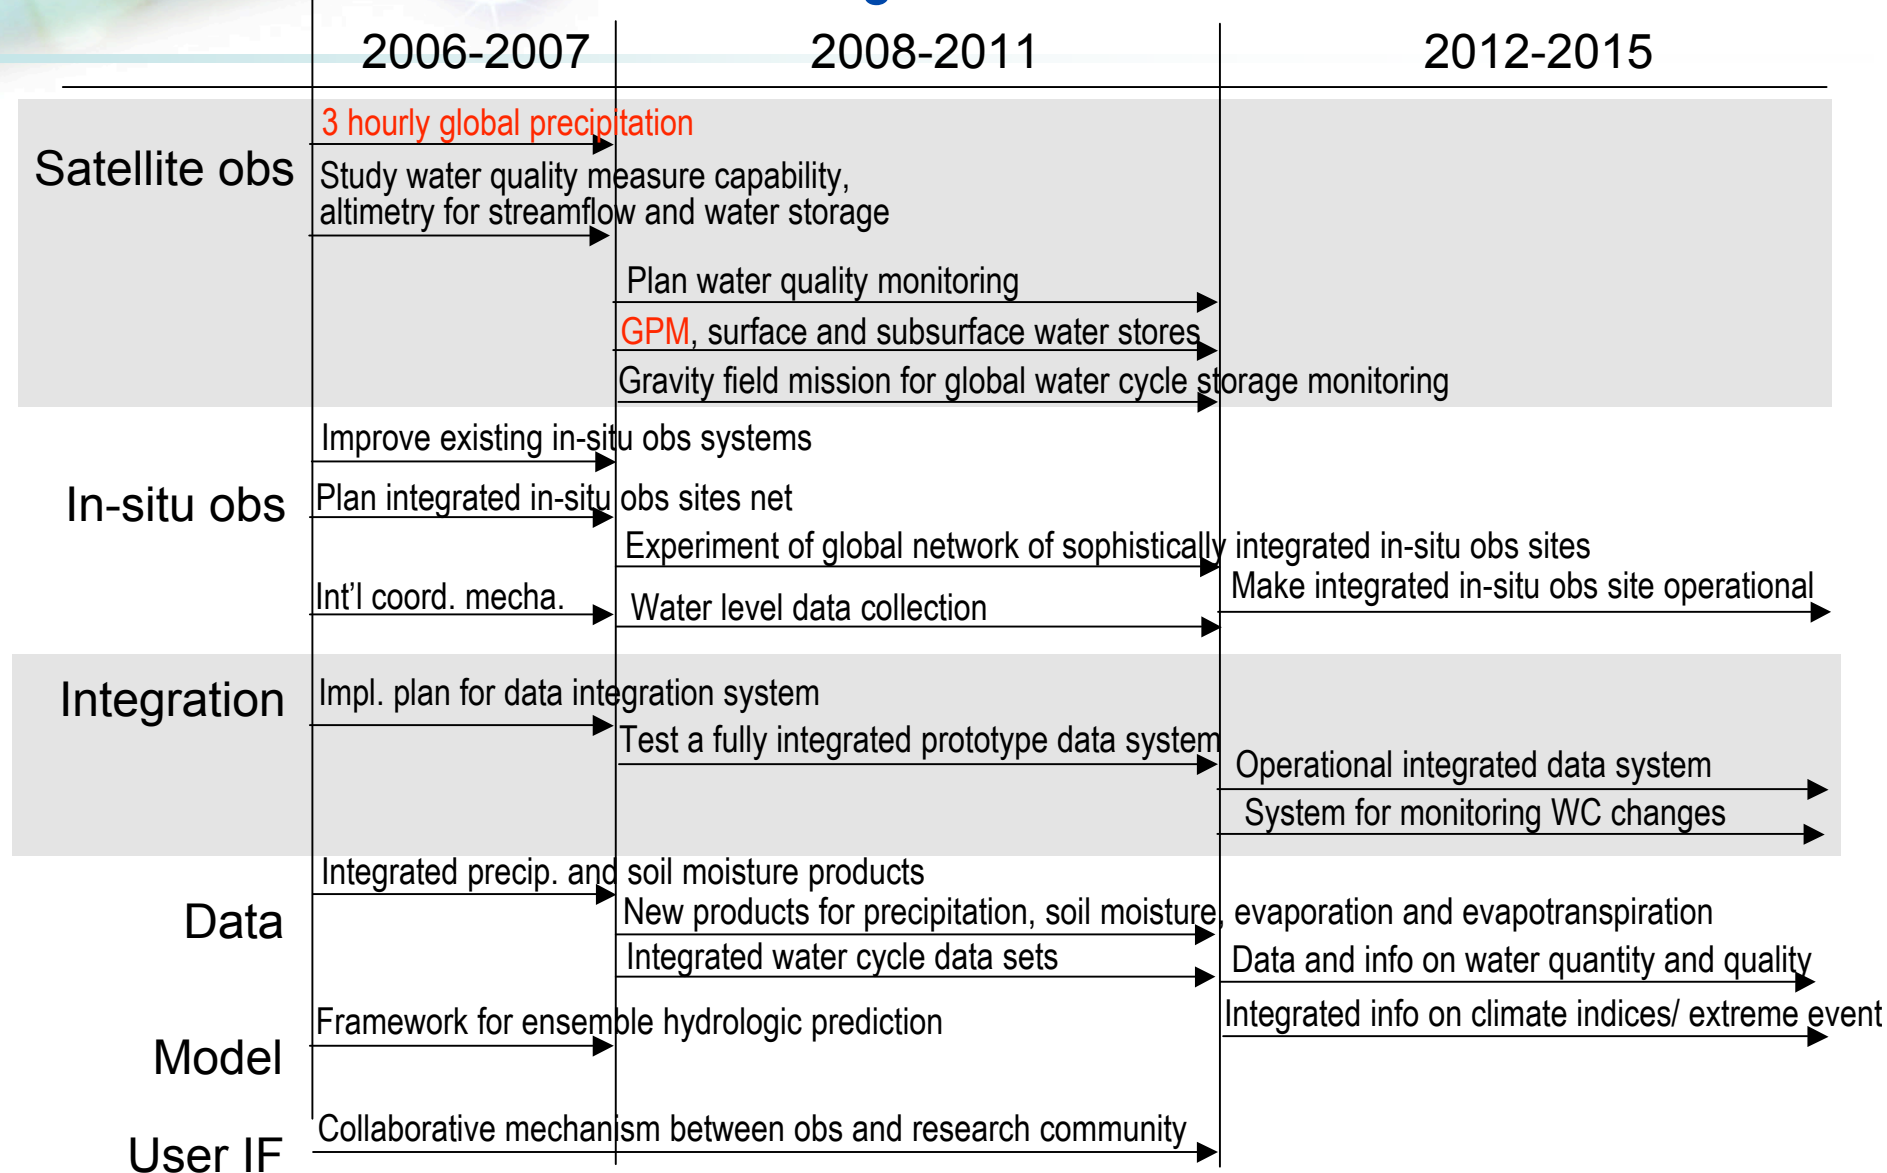 2006-2007 2008-2011 2012-2015
Satellite obs
3 hourly global precipitation
Study water quality measure capability,
altimetry for streamflow and water storage
Plan water quality monitoring
GPM, surface and subsurface water stores
Gravity field mission for global water cycle storage monitoring
In-situ obs
Improve existing in-situ obs systems
Plan integrated in-situ obs sites net
Experiment of global network of sophistically integrated in-situ obs sites
Int'l coord. mecha.
Water level data collection
Make integrated in-situ obs site operational
Integration
Impl. plan for data integration system
Test a fully integrated prototype data system
Operational integrated data system
System for monitoring WC changes
Data
Integrated precip. and soil moisture products
New products for precipitation, soil moisture, evaporation and evapotranspiration
Integrated water cycle data sets
Data and info on water quantity and quality
Model
Framework for ensemble hydrologic prediction
Integrated info on climate indices/ extreme event
User IF
Collaborative mechanism between obs and research community